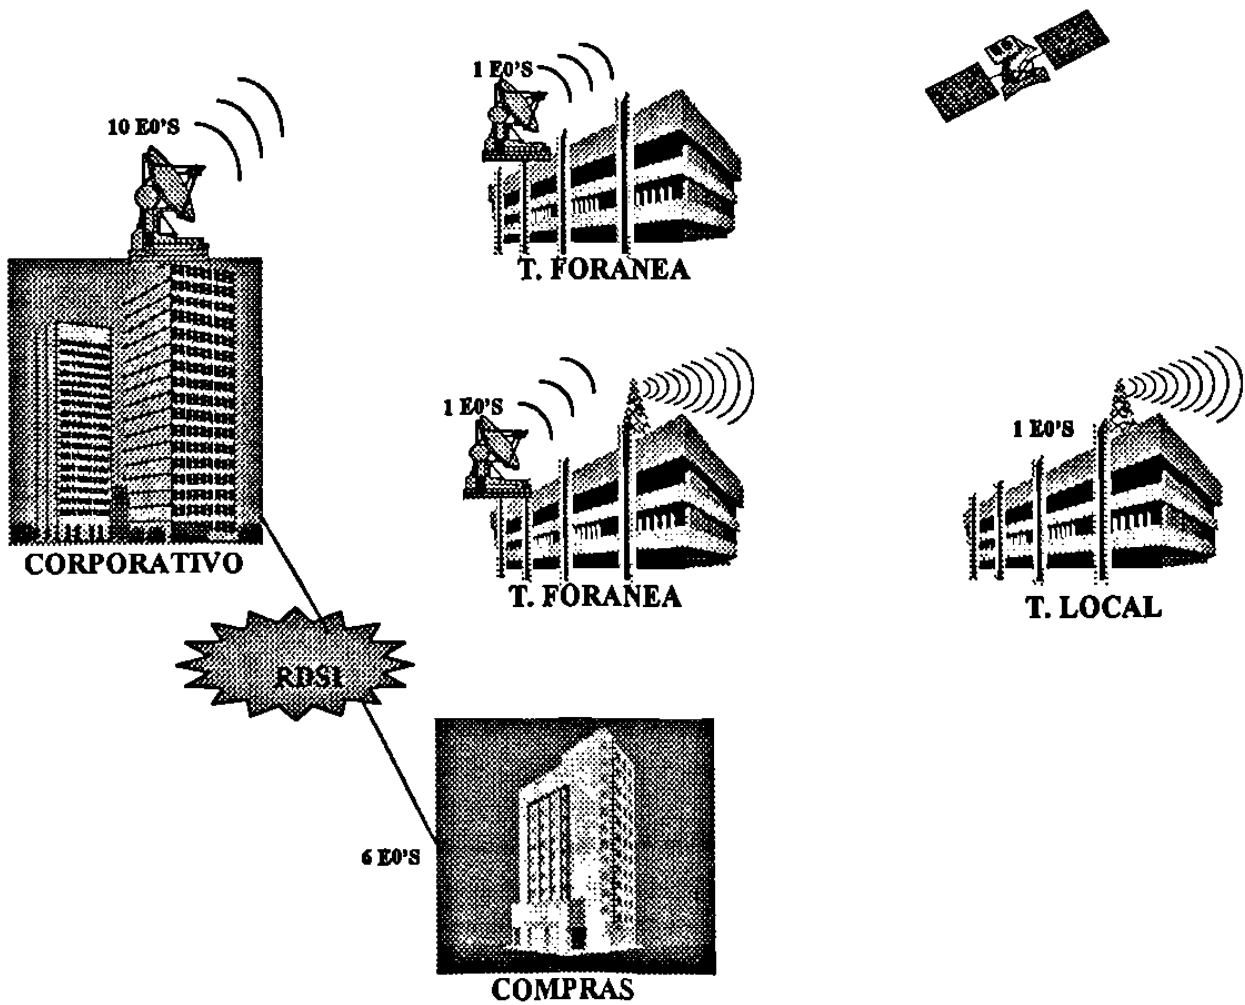 1 E0'S
10 E0'S
T. FORANEA
1 E0'S
1 E0'S
CORPORATIVO
T. FORANEA
T. LOCAL
RDSI
6 E0'S
COMPRAS